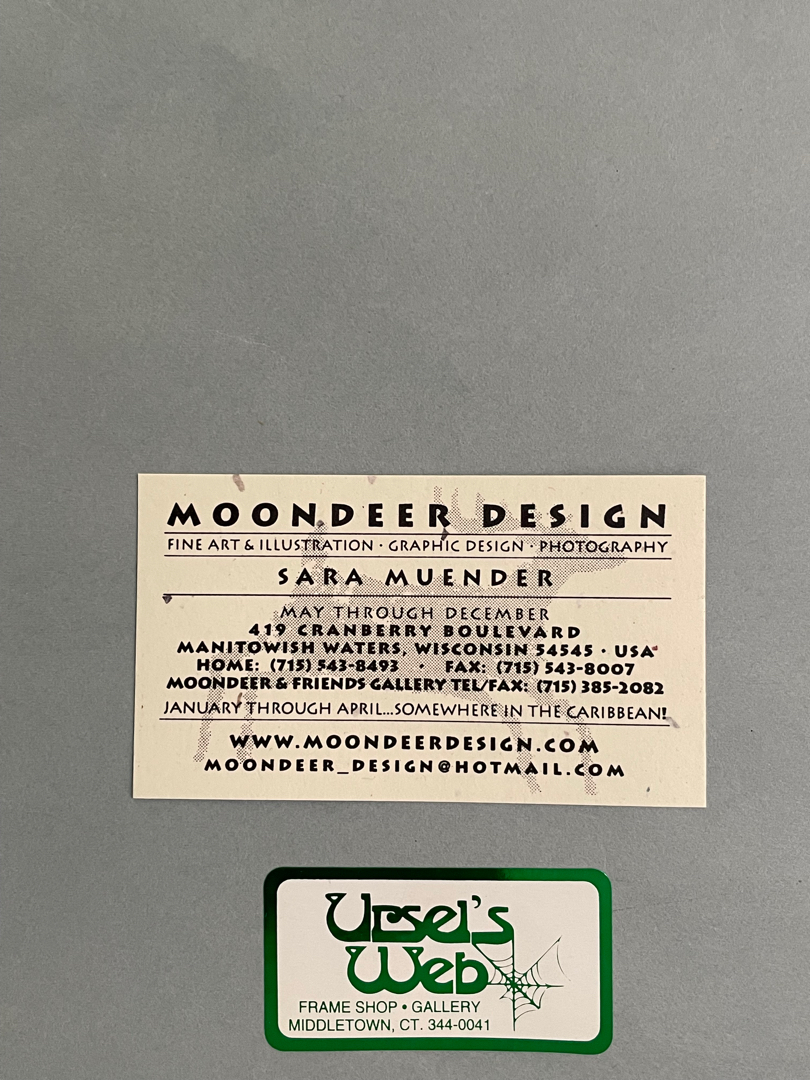 MOONDEER DESIGN
FINE ART & ILLUSTRATION · GRAPHIC DESIGN · PHOTOGRAPHY
SARA MUENDER
MAY THROUGH DECEMBER
419 CRANBERRY BOULEVARD
MANITOWISH WATERS, WISCONSIN 54545 · USA
HOME: (715) 543-8493 · FAX: (715) 543-8007
MOONDEER & FRIENDS GALLERY TEL/FAX: (715) 385-2082
JANUARY THROUGH APRIL...SOMEWHERE IN THE CARIBBEAN!
WWW.MOONDEERDESIGN.COM
MOONDEER_DESIGN@HOTMAIL.COM
Ursel's
Web
FRAME SHOP • GALLERY
MIDDLETOWN, CT. 344-0041